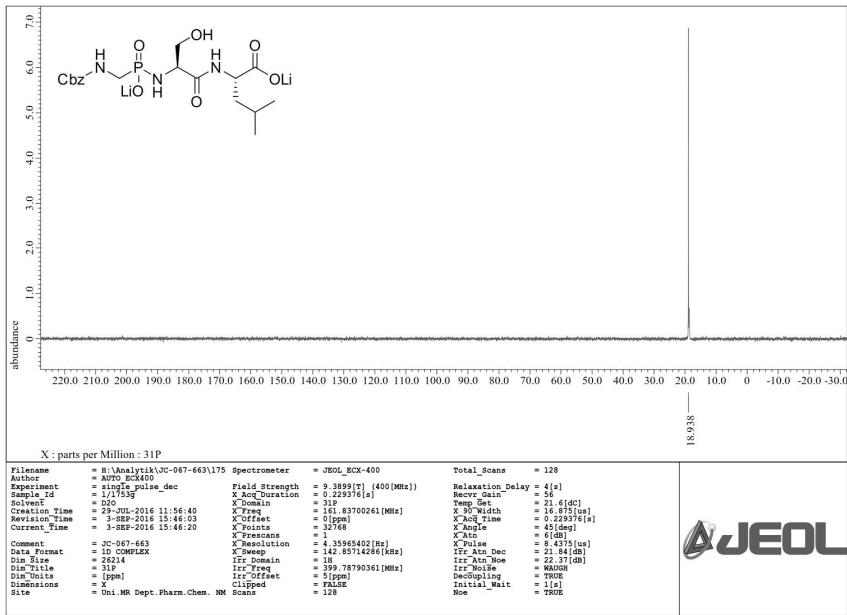 7.0
6.0
5.0
4.0
3.0
2.0
1.0
0
abundance
OH
O
O
H
N
P
H
N
OLi
Cbz
LiO
N
H
O
220.0 210.0 200.0 190.0 180.0 170.0 160.0 150.0 140.0 130.0 120.0 110.0 100.0 90.0 80.0 70.0 60.0 50.0 40.0 30.0 20.0 10.0 0 -10.0 -20.0 -30.0
18.938
X : parts per Million : 31P
Filename = H:\Analytik\JC-067-663\175
Author = AUTO_ECX400
Experiment = single_pulse_dec
Sample_Id = 1/1753g
Solvent = D2O
Creation_Time = 29-JUL-2016 11:56:40
Revision_Time = 3-SEP-2016 15:46:03
Current_Time = 3-SEP-2016 15:46:20
Comment = JC-067-663
Data_Format = 1D COMPLEX
Dim_Size = 26214
Dim_Title = 31P
Dim_Units = [ppm]
Dimensions = X
Site = Uni.MR Dept.Pharm.Chem. NM
Spectrometer = JEOL_ECX-400
Field_Strength = 9.3899[T] (400[MHz])
X_Acq_Duration = 0.229376[s]
X_Domain = 31P
X_Freq = 161.83700261[MHz]
X_Offset = 0[ppm]
X_Points = 32768
X_Prescans = 1
X_Resolution = 4.35965402[Hz]
X_Sweep = 142.85714286[kHz]
Irr_Domain = 1H
Irr_Freq = 399.78790361[MHz]
Irr_Offset = 5[ppm]
Clipped = FALSE
Scans = 128
Total_Scans = 128
Relaxation_Delay = 4[s]
Recvr_Gain = 56
Temp_Get = 21.6[dC]
X_90_Width = 16.875[us]
X_Acq_Time = 0.229376[s]
X_Angle = 45[deg]
X_Atn = 6[dB]
X_Pulse = 8.4375[us]
Irr_Atn_Dec = 21.84[dB]
Irr_Atn_Noe = 22.37[dB]
Irr_Noise = WAUGH
Decoupling = TRUE
Initial_Wait = 1[s]
Noe = TRUE
JEOL